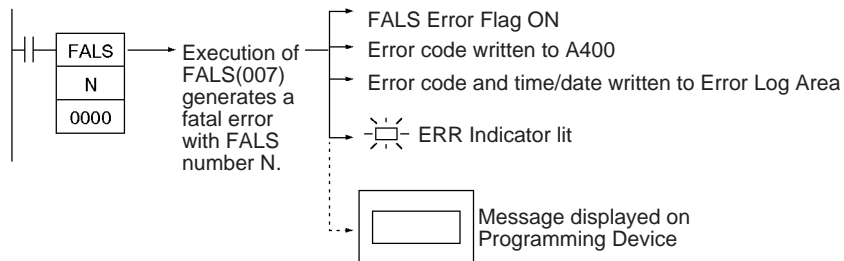 FALS
N
0000
Execution of
FALS(007)
generates a
fatal error
with FALS
number N.
FALS Error Flag ON
Error code written to A400
Error code and time/date written to Error Log Area
ERR Indicator lit
Message displayed on
Programming Device